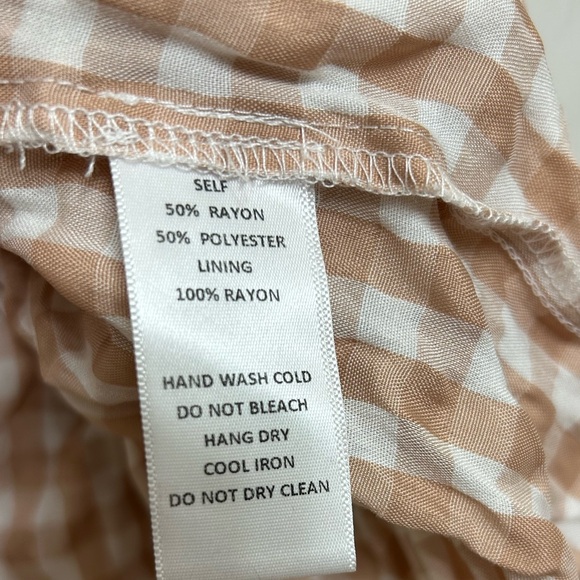 SELF
50% RAYON
50% POLYESTER
LINING
100% RAYON
HAND WASH COLD
DO NOT BLEACH
HANG DRY
COOL IRON
DO NOT DRY CLEAN